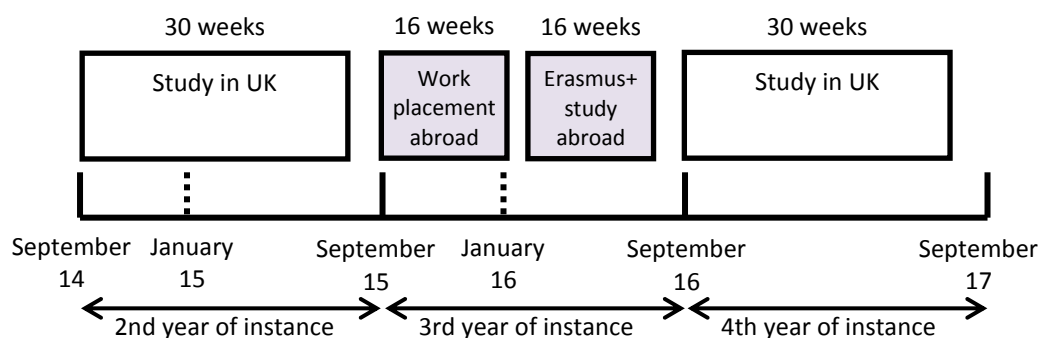 30 weeks
16 weeks
16 weeks
30 weeks
Study in UK
Work
placement
abroad
Erasmus+
study
abroad
Study in UK
September
14
January
15
September
15
January
16
September
16
September
17
2nd year of instance
3rd year of instance
4th year of instance